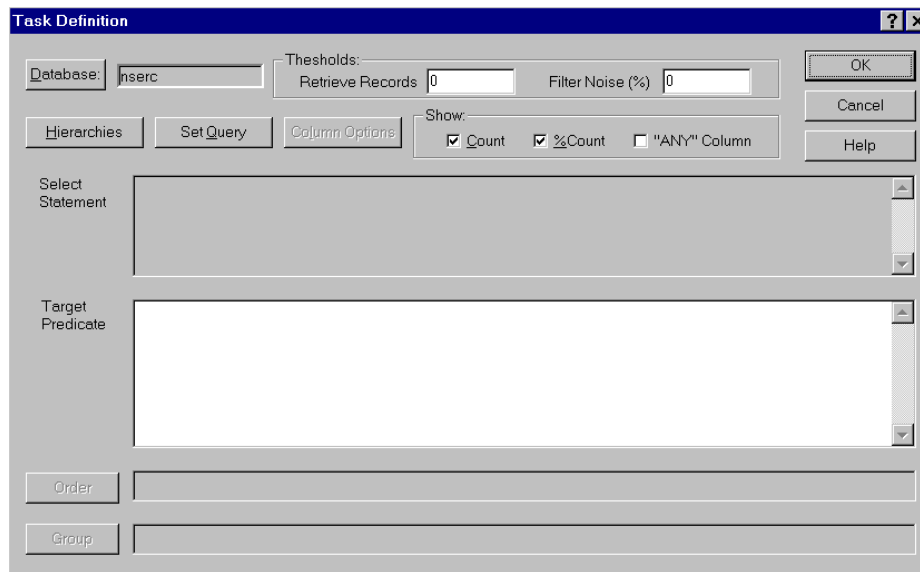 Task Definition
Database: nserc
Thesholds:
Retrieve Records 0 Filter Noise (%) 0
OK
Cancel
Help
Hierarchies Set Query Column Options
Show:
Count %Count "ANY" Column
Select
Statement
Target
Predicate
Order
Group